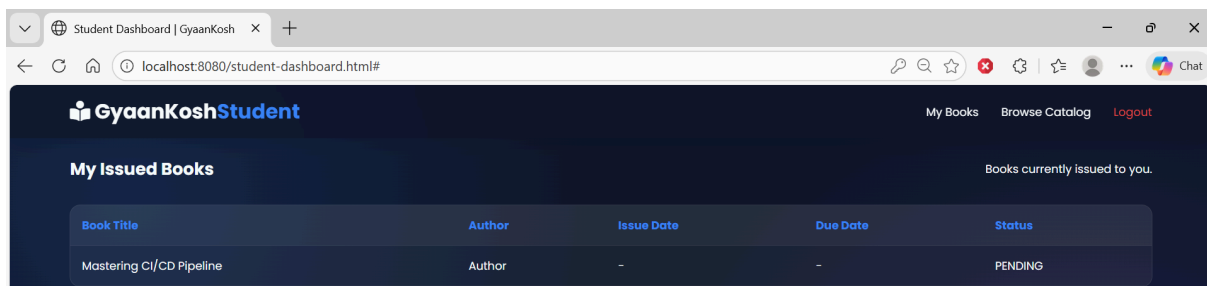 Student Dashboard | GyaanKosh
localhost:8080/student-dashboard.html#
Chat
GyaanKoshStudent
My Books Browse Catalog Logout
My Issued Books
Books currently issued to you.
Book Title Author Issue Date Due Date Status
Mastering CI/CD Pipeline Author - - PENDING